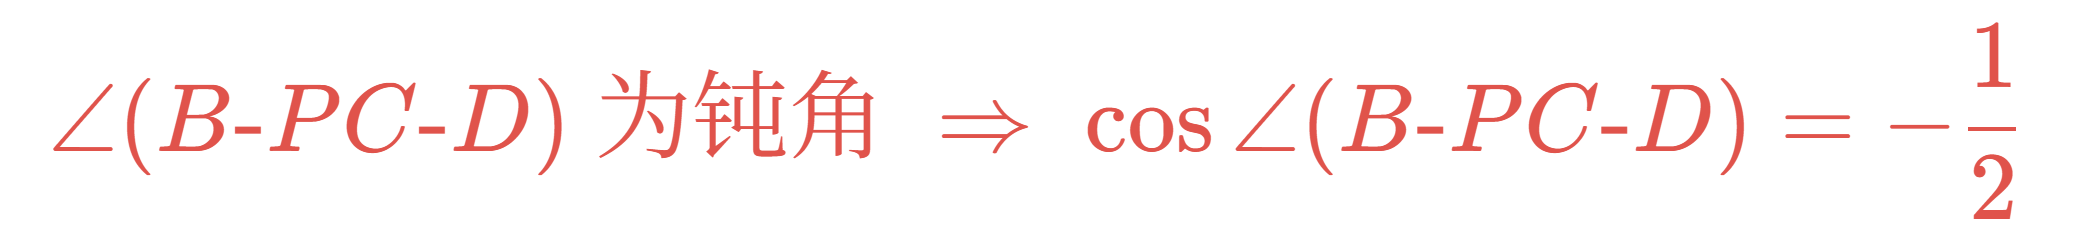 ∠(B-PC-D) 为钝角 ⇒ cos∠(B-PC-D) = −1/2